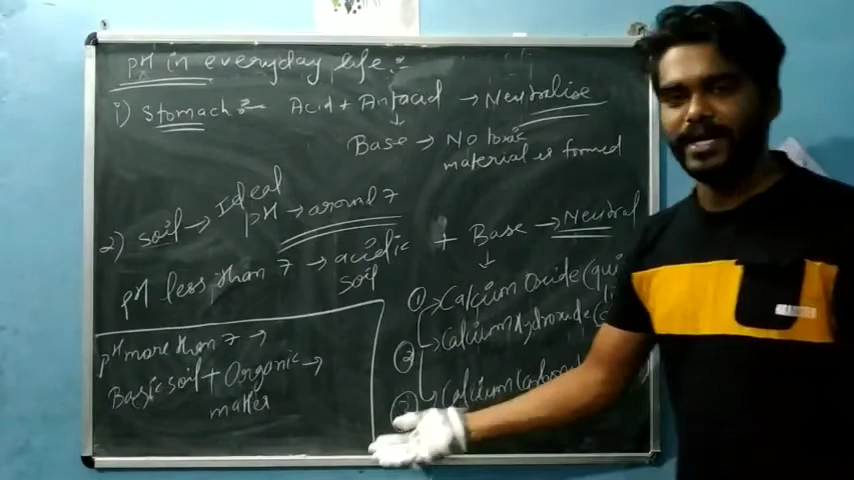 pH in everyday life :-
i) Stomach :- Acid + Antacid → Neutralise
↓
Base → No toxic
material is formed
2) Soil → Ideal
pH → around 7
pH less than 7 → acidic
soil
+ Base → Neutral
↓
① → Calcium Oxide (qui
② → Calcium Hydroxide (
③ → Calcium Carbona
pH more than 7 →
Basic soil + Organic →
matter